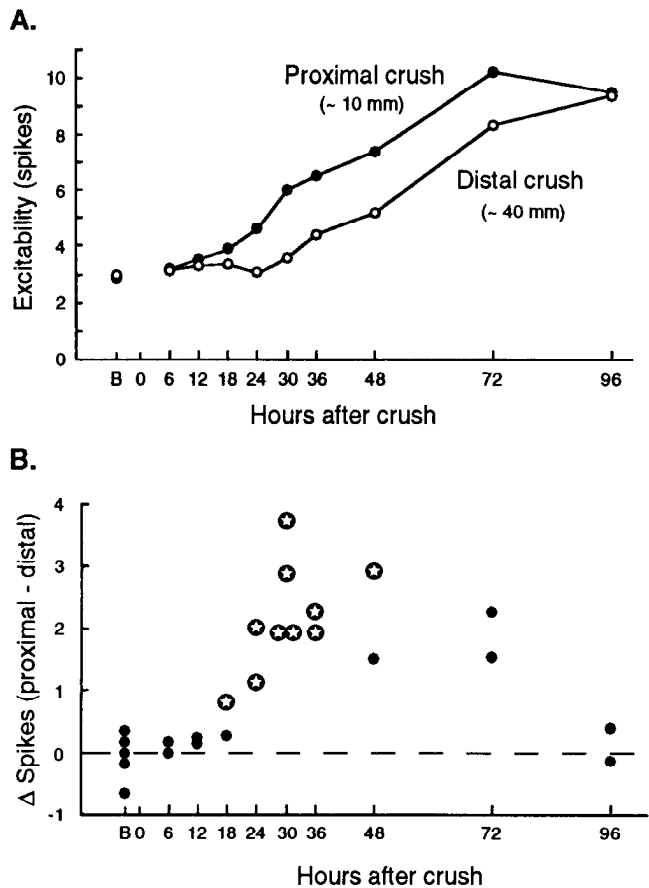 A.
Excitability (spikes)
10
8
6
4
2
0
Proximal crush
(~ 10 mm)
Distal crush
(~ 40 mm)
B 0 6 12 18 24 30 36 48 72 96
Hours after crush
B.
Δ Spikes (proximal - distal)
4
3
2
1
0
-1
B 0 6 12 18 24 30 36 48 72 96
Hours after crush